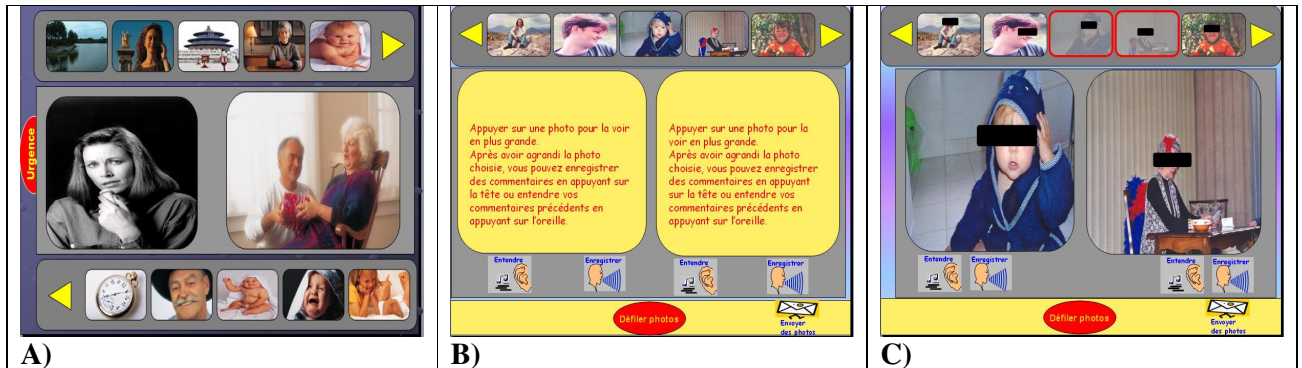 Urgence
A)
Appuyer sur une photo pour la voir
en plus grande.
Après avoir agrandi la photo
choisie, vous pouvez enregistrer
des commentaires en appuyant sur
la tête ou entendre vos
commentaires précédents en
appuyant sur l'oreille.
Appuyer sur une photo pour la
voir en plus grande.
Après avoir agrandi la photo
choisie, vous pouvez enregistrer
des commentaires en appuyant
sur la tête ou entendre vos
commentaires précédents en
appuyant sur l'oreille.
Entendre
Enregistrer
Entendre
Enregistrer
Défiler photos
Envoyer
des photos
B)
Entendre
Enregistrer
Entendre
Enregistrer
Défiler photos
Envoyer
des photos
C)